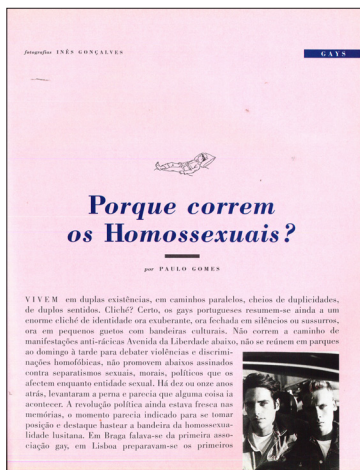 fotografias INÊS GONÇALVES
GAYS
Porque correm
os Homossexuais?
por PAULO GOMES
VIVEM em duplas existências, em caminhos paralelos, cheios de duplicidades,
de duplos sentidos. Cliché? Certo, os gays portugueses resumem-se ainda a um
enorme cliché de identidade ora exuberante, ora fechada em silêncios ou sussurros,
ora em pequenos guetos com bandeiras culturais. Não correm a caminho de
manifestações anti-rácicas Avenida da Liberdade abaixo, não se reúnem em parques
ao domingo à tarde para debater violências e discrimi-
nações homofóbicas, não promovem abaixos assinados
contra separatismos sexuais, morais, políticos que os
afectem enquanto entidade sexual. Há dez ou onze anos
atrás, levantaram a perna e parecia que alguma coisa ia
acontecer. A revolução política ainda estava fresca nas
memórias, o momento parecia indicado para se tomar
posição e destaque hastear a bandeira da homossexua-
lidade lusitana. Em Braga falava-se da primeira asso-
ciação gay, em Lisboa preparavam-se os primeiros